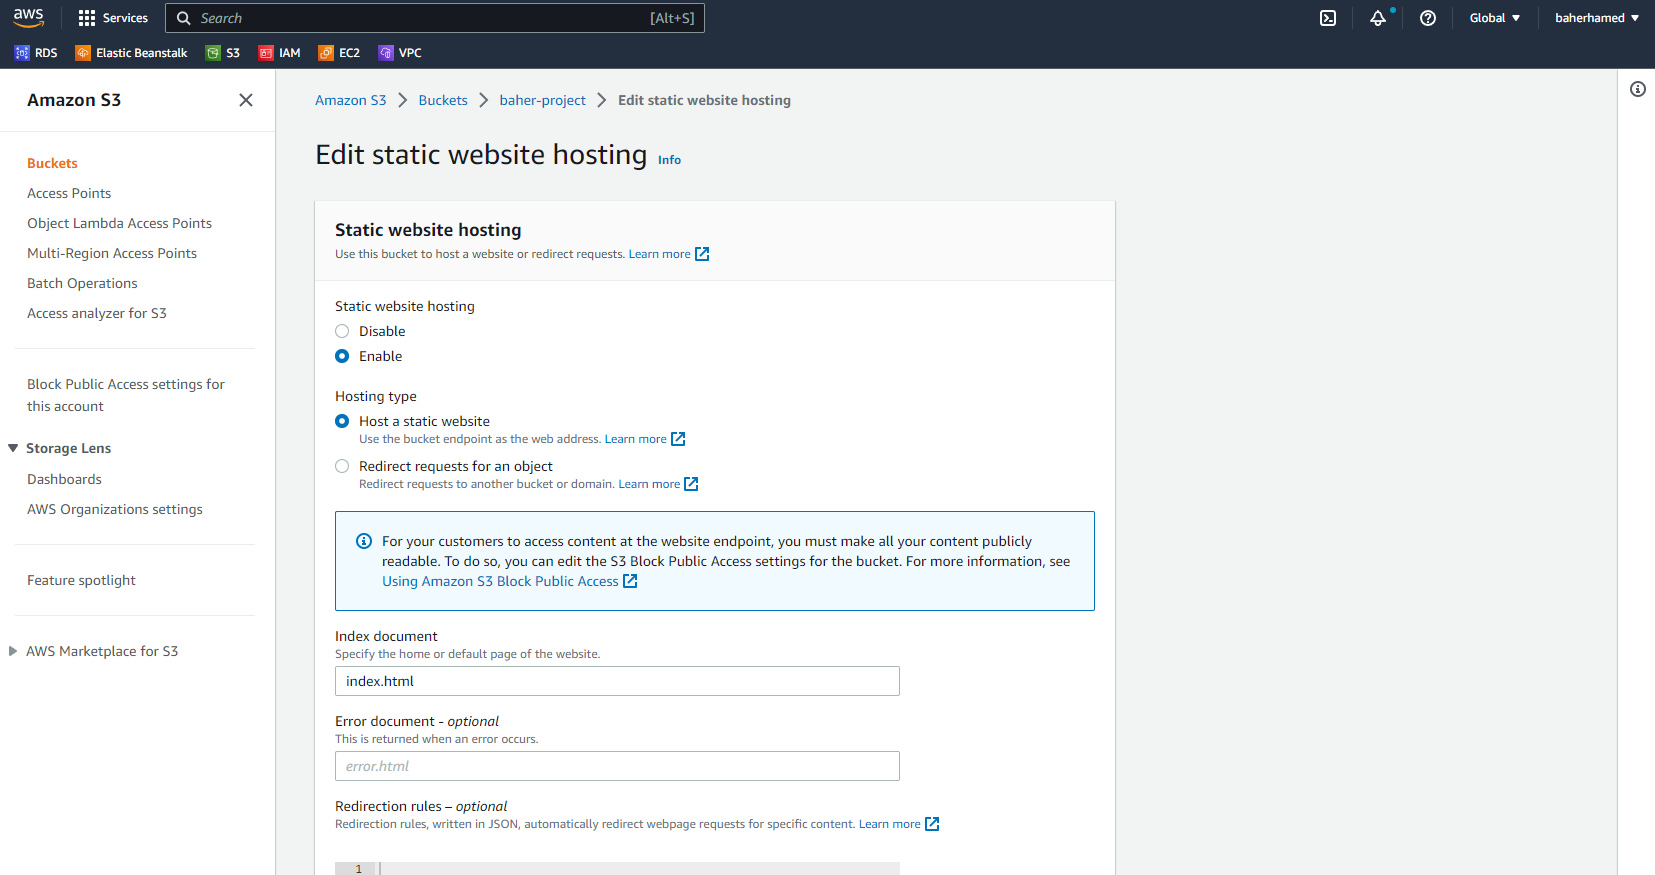 aws
Services
Search
[Alt+S]
Global
baherhamed
RDS
Elastic Beanstalk
S3
IAM
EC2
VPC
Amazon S3
Buckets
Access Points
Object Lambda Access Points
Multi-Region Access Points
Batch Operations
Access analyzer for S3
Block Public Access settings for
this account
Storage Lens
Dashboards
AWS Organizations settings
Feature spotlight
AWS Marketplace for S3
Amazon S3 > Buckets > baher-project > Edit static website hosting
Edit static website hosting Info
Static website hosting
Use this bucket to host a website or redirect requests. Learn more
Static website hosting
Disable
Enable
Hosting type
Host a static website
Use the bucket endpoint as the web address. Learn more
Redirect requests for an object
Redirect requests to another bucket or domain. Learn more
For your customers to access content at the website endpoint, you must make all your content publicly
readable. To do so, you can edit the S3 Block Public Access settings for the bucket. For more information, see
Using Amazon S3 Block Public Access
Index document
Specify the home or default page of the website.
index.html
Error document - optional
This is returned when an error occurs.
error.html
Redirection rules – optional
Redirection rules, written in JSON, automatically redirect webpage requests for specific content. Learn more
1